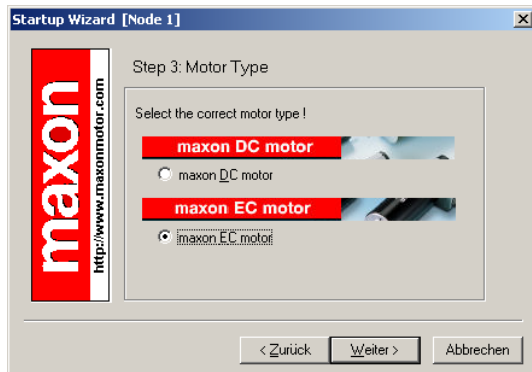 Startup Wizard [Node 1]
maxon
http://www.maxonmotor.com
Step 3: Motor Type
Select the correct motor type !
maxon DC motor
maxon DC motor
maxon EC motor
maxon EC motor
< Zurück
Weiter >
Abbrechen